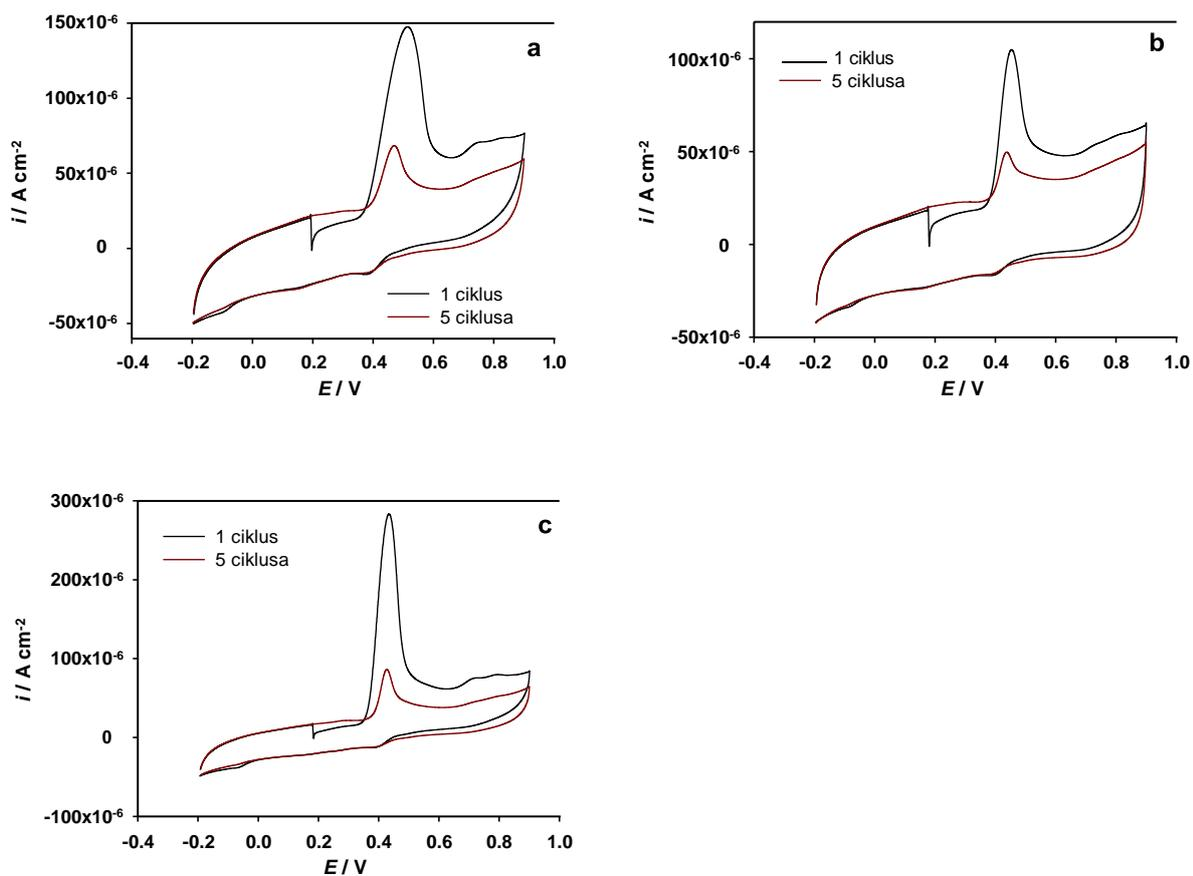 150x10⁻⁶
a
100x10⁻⁶
50x10⁻⁶
0
-50x10⁻⁶
i / A cm⁻²
1 ciklus
5 ciklusa
-0.4 -0.2 0.0 0.2 0.4 0.6 0.8 1.0
E / V
b
100x10⁻⁶
50x10⁻⁶
0
-50x10⁻⁶
i / A cm⁻²
1 ciklus
5 ciklusa
-0.4 -0.2 0.0 0.2 0.4 0.6 0.8 1.0
E / V
300x10⁻⁶
c
200x10⁻⁶
100x10⁻⁶
0
-100x10⁻⁶
i / A cm⁻²
1 ciklus
5 ciklusa
-0.4 -0.2 0.0 0.2 0.4 0.6 0.8 1.0
E / V